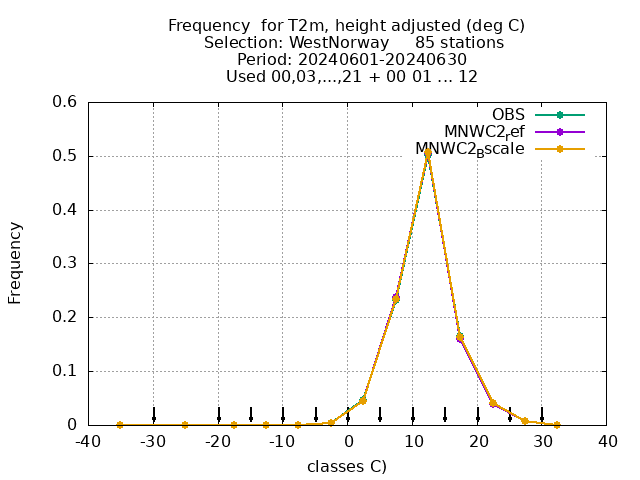 Frequency  for T2m, height adjusted (deg C)
Selection: WestNorway     85 stations
Period: 20240601-20240630
Used 00,03,...,21 + 00 01 ... 12
OBS
MNWC2ref
MNWC2Bscale
Frequency
0.6
0.5
0.4
0.3
0.2
0.1
0
-40 -30 -20 -10 0 10 20 30 40
classes C)